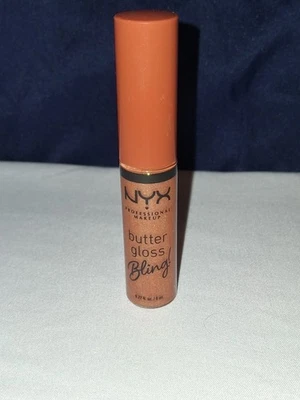 NYX
PROFESSIONAL
MAKEUP
butter
gloss
Bling!